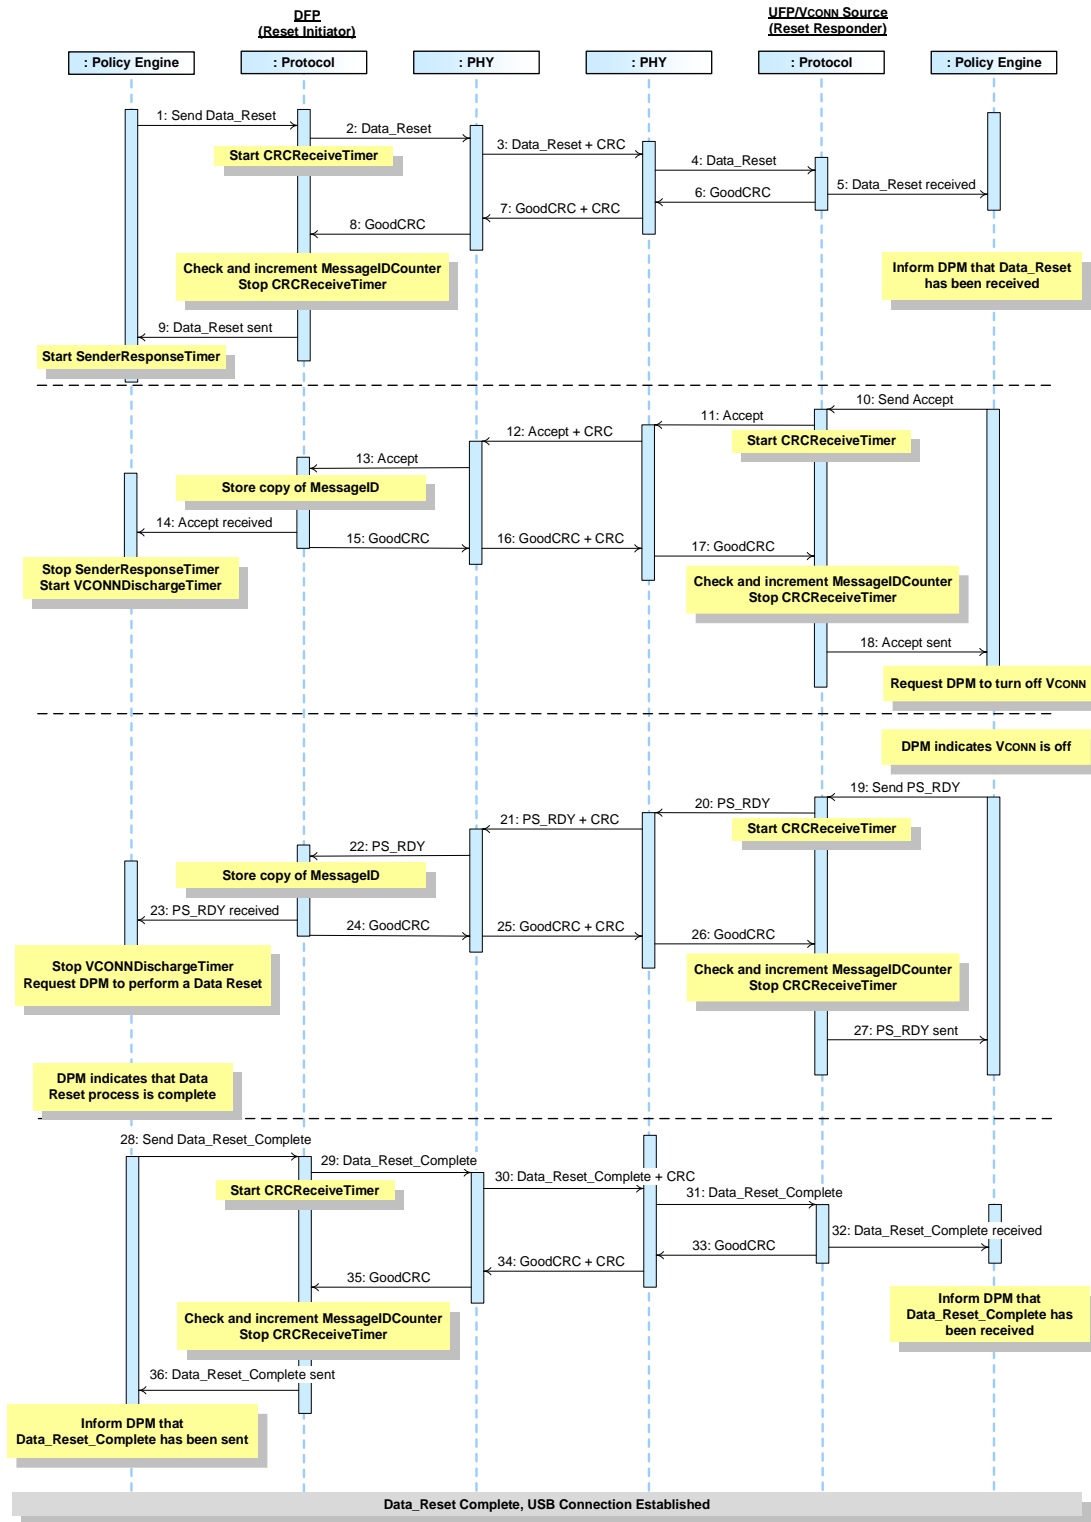 DFP
(Reset Initiator)
UFP/VCONN Source
(Reset Responder)
: Policy Engine
: Protocol
: PHY
: PHY
: Protocol
: Policy Engine
1: Send Data_Reset
2: Data_Reset
Start CRCReceiveTimer
3: Data_Reset + CRC
4: Data_Reset
5: Data_Reset received
6: GoodCRC
7: GoodCRC + CRC
8: GoodCRC
Check and increment MessageIDCounter
Stop CRCReceiveTimer
Inform DPM that Data_Reset
has been received
9: Data_Reset sent
Start SenderResponseTimer
10: Send Accept
11: Accept
Start CRCReceiveTimer
12: Accept + CRC
13: Accept
Store copy of MessageID
14: Accept received
15: GoodCRC
16: GoodCRC + CRC
17: GoodCRC
Stop SenderResponseTimer
Start VCONNDischargeTimer
Check and increment MessageIDCounter
Stop CRCReceiveTimer
18: Accept sent
Request DPM to turn off VCONN
DPM indicates VCONN is off
19: Send PS_RDY
20: PS_RDY
Start CRCReceiveTimer
21: PS_RDY + CRC
22: PS_RDY
Store copy of MessageID
23: PS_RDY received
24: GoodCRC
25: GoodCRC + CRC
26: GoodCRC
Stop VCONNDischargeTimer
Request DPM to perform a Data Reset
Check and increment MessageIDCounter
Stop CRCReceiveTimer
27: PS_RDY sent
DPM indicates that Data
Reset process is complete
28: Send Data_Reset_Complete
29: Data_Reset_Complete
Start CRCReceiveTimer
30: Data_Reset_Complete + CRC
31: Data_Reset_Complete
32: Data_Reset_Complete received
33: GoodCRC
34: GoodCRC + CRC
35: GoodCRC
Check and increment MessageIDCounter
Stop CRCReceiveTimer
Inform DPM that
Data_Reset_Complete has
been received
36: Data_Reset_Complete sent
Inform DPM that
Data_Reset_Complete has been sent
Data_Reset Complete, USB Connection Established